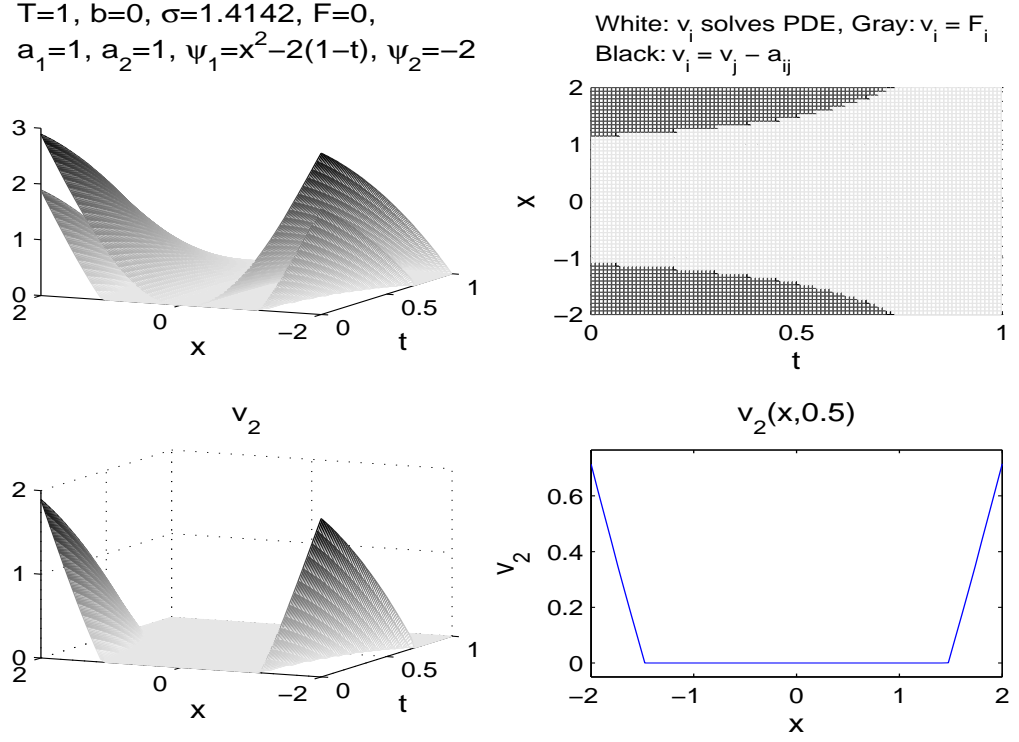 T=1, b=0, σ=1.4142, F=0,
a₁=1, a₂=1, ψ₁=x²−2(1−t), ψ₂=−2
3
2
1
0
2
0
−2
x
0
0.5
1
t
White: vᵢ solves PDE, Gray: vᵢ = Fᵢ
Black: vᵢ = vⱼ − aᵢⱼ
2
1
0
−1
−2
x
0
0.5
1
t
v₂
2
1
0
2
0
−2
x
0
0.5
1
t
v₂(x,0.5)
0.6
0.4
0.2
0
v₂
−2
−1
0
1
2
x